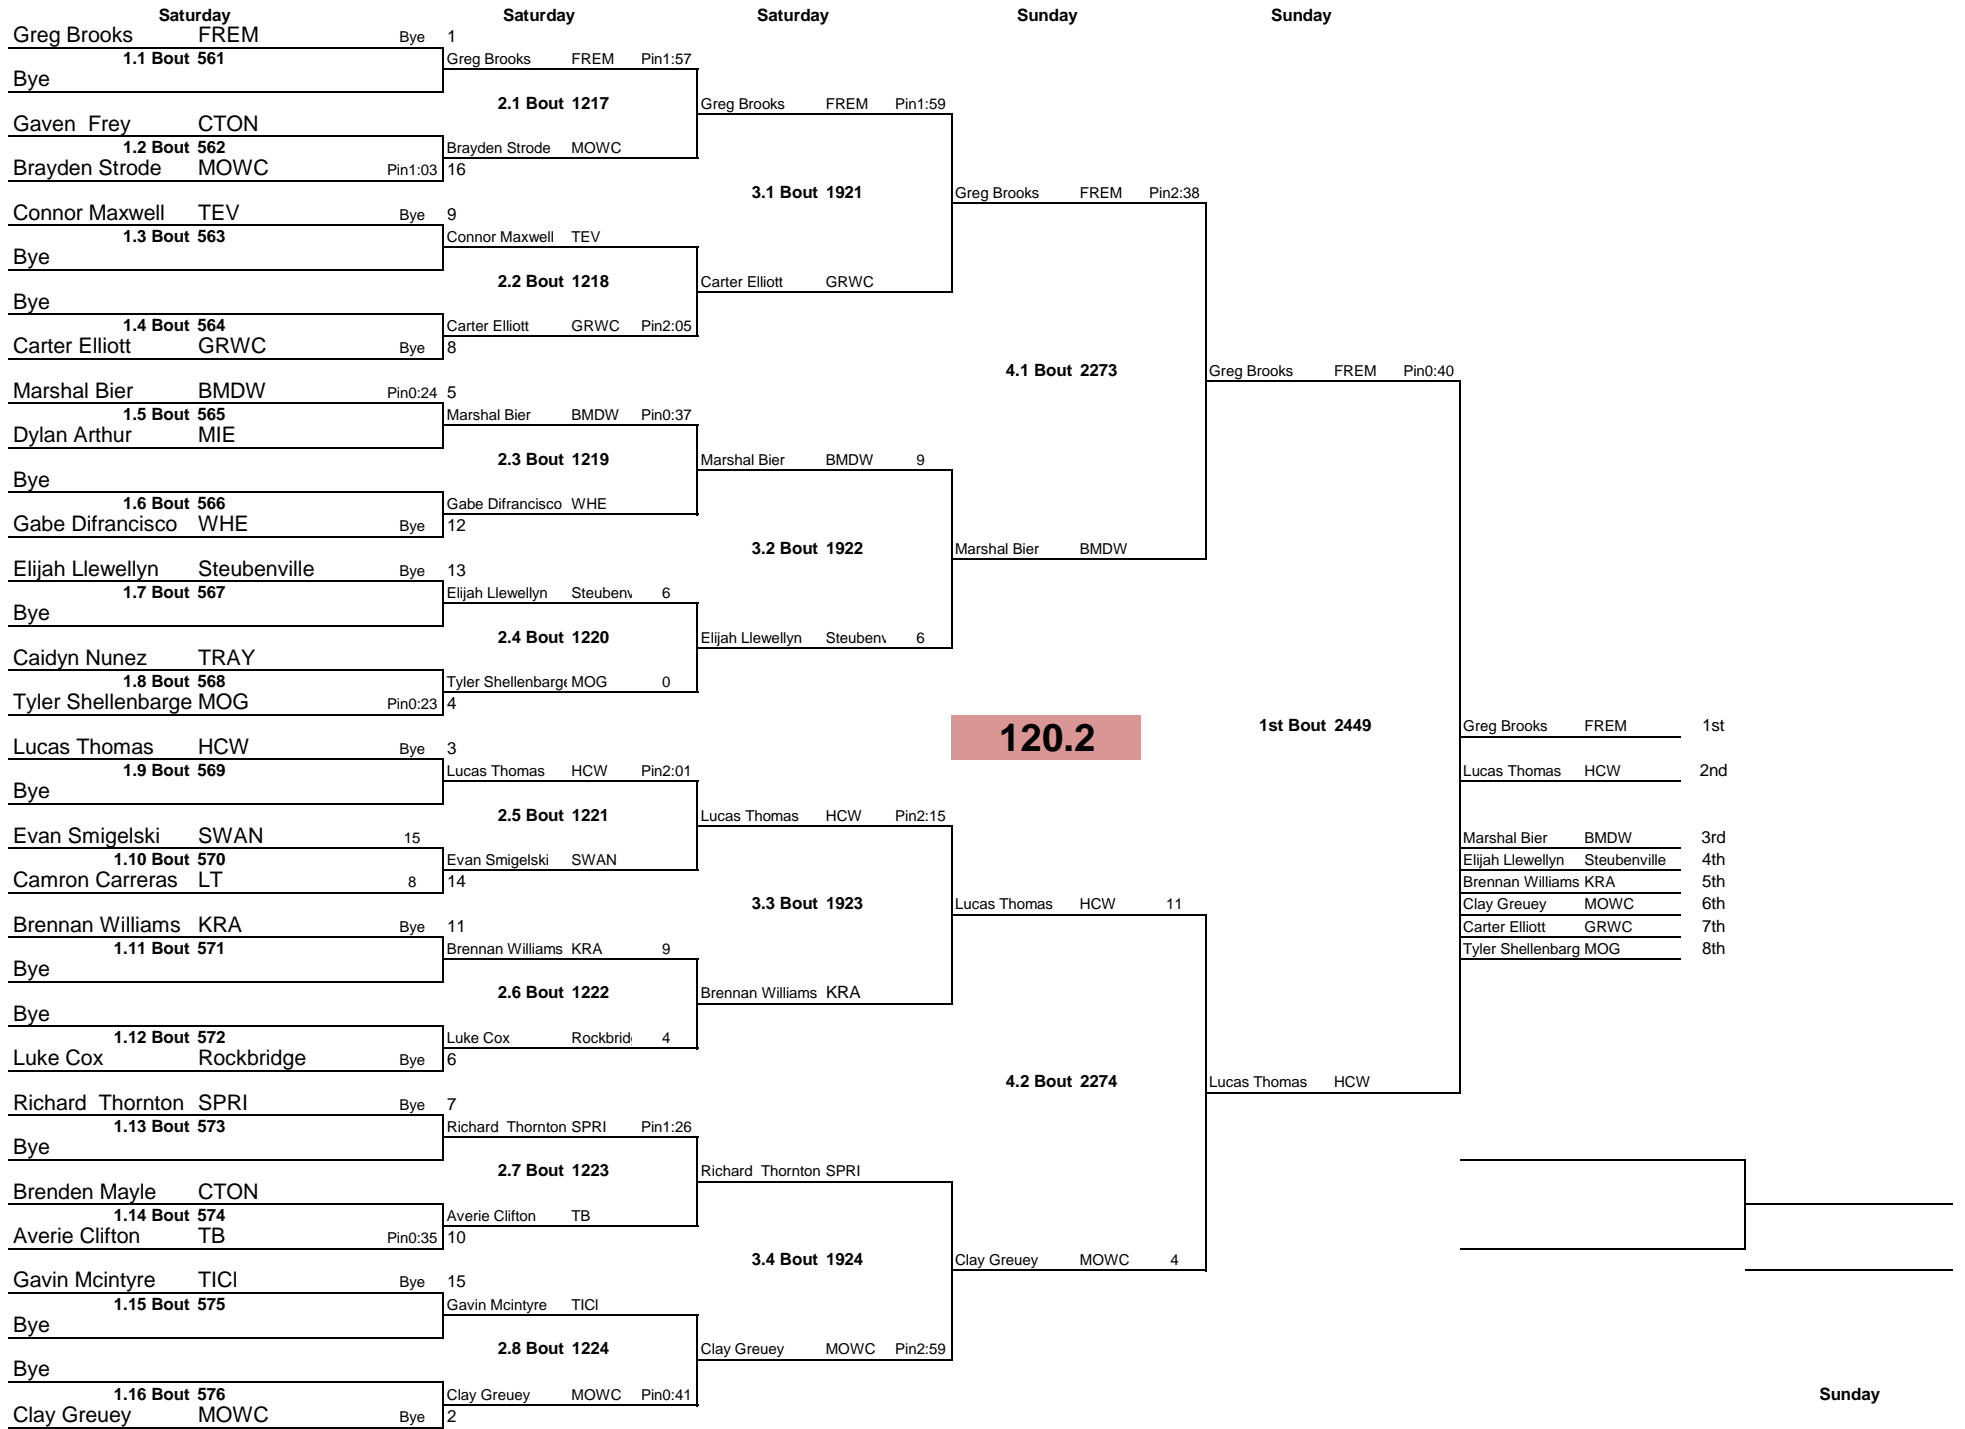 Saturday Saturday Saturday Sunday Sunday
Greg Brooks FREM Bye 1
1.1 Bout 561 Greg Brooks FREM Pin1:57
Bye
2.1 Bout 1217 Greg Brooks FREM Pin1:59
Gaven Frey CTON
1.2 Bout 562 Brayden Strode MOWC
Brayden Strode MOWC Pin1:03 16
3.1 Bout 1921 Greg Brooks FREM Pin2:38
Connor Maxwell TEV Bye 9
1.3 Bout 563 Connor Maxwell TEV
Bye
2.2 Bout 1218 Carter Elliott GRWC
Bye
1.4 Bout 564 Carter Elliott GRWC Pin2:05
Carter Elliott GRWC Bye 8
4.1 Bout 2273 Greg Brooks FREM Pin0:40
Marshal Bier BMDW Pin0:24 5
1.5 Bout 565 Marshal Bier BMDW Pin0:37
Dylan Arthur MIE
2.3 Bout 1219 Marshal Bier BMDW 9
Bye
1.6 Bout 566 Gabe Difrancisco WHE
Gabe Difrancisco WHE Bye 12
3.2 Bout 1922 Marshal Bier BMDW
Elijah Llewellyn Steubenville Bye 13
1.7 Bout 567 Elijah Llewellyn Steubenv 6
Bye
2.4 Bout 1220 Elijah Llewellyn Steubenv 6
Caidyn Nunez TRAY
1.8 Bout 568 Tyler Shellenbarge MOG 0
Tyler Shellenbarge MOG Pin0:23 4
120.2 1st Bout 2449 Greg Brooks FREM 1st
Lucas Thomas HCW Bye 3
1.9 Bout 569 Lucas Thomas HCW Pin2:01 Lucas Thomas HCW 2nd
Bye
2.5 Bout 1221 Lucas Thomas HCW Pin2:15
Evan Smigelski SWAN 15 Marshal Bier BMDW 3rd
1.10 Bout 570 Evan Smigelski SWAN Elijah Llewellyn Steubenville 4th
Camron Carreras LT 8 14 Brennan Williams KRA 5th
3.3 Bout 1923 Lucas Thomas HCW 11 Clay Greuey MOWC 6th
Brennan Williams KRA Bye 11 Carter Elliott GRWC 7th
1.11 Bout 571 Brennan Williams KRA 9 Tyler Shellenbarg MOG 8th
Bye
2.6 Bout 1222 Brennan Williams KRA
Bye
1.12 Bout 572 Luke Cox Rockbrid 4
Luke Cox Rockbridge Bye 6
4.2 Bout 2274 Lucas Thomas HCW
Richard Thornton SPRI Bye 7
1.13 Bout 573 Richard Thornton SPRI Pin1:26
Bye
2.7 Bout 1223 Richard Thornton SPRI
Brenden Mayle CTON
1.14 Bout 574 Averie Clifton TB
Averie Clifton TB Pin0:35 10
3.4 Bout 1924 Clay Greuey MOWC 4
Gavin Mcintyre TICI Bye 15
1.15 Bout 575 Gavin Mcintyre TICI
Bye
2.8 Bout 1224 Clay Greuey MOWC Pin2:59
Bye
1.16 Bout 576 Clay Greuey MOWC Pin0:41 Sunday
Clay Greuey MOWC Bye 2